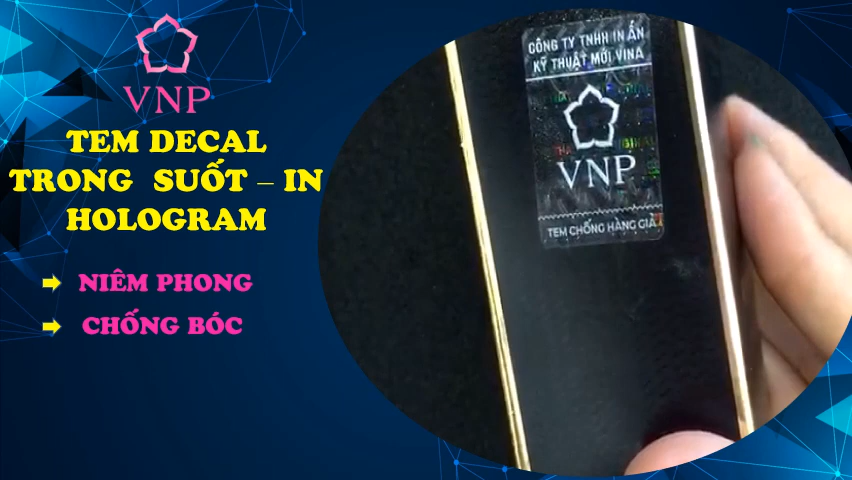 VNP
TEM DECAL
TRONG SUỐT – IN
HOLOGRAM
NIÊM PHONG
CHỐNG BÓC
CÔNG TY TNHH IN ẤN
KỸ THUẬT MỚI VINA
VNP
TEM CHỐNG HÀNG GIẢ